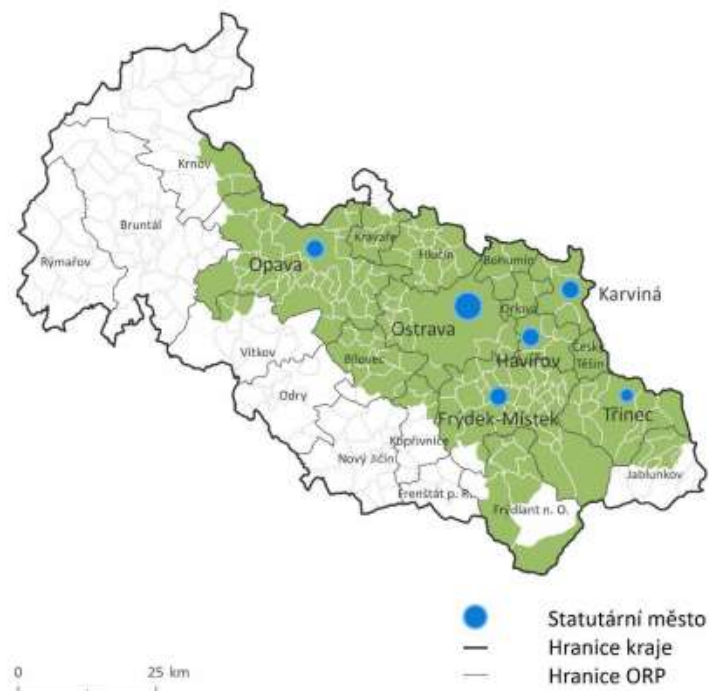 Krnov
Bruntál
Rýmařov
Opava
Kravaře
Hlučín
Bohumín
Karviná
Ostrava
Orlová
Havířov
Český
Těšín
Vítkov
Bílovec
Odry
Frýdek-Místek
Třinec
Kopřivnice
Nový Jičín
Jablunkov
Frenštát p. R.
Frýdlant n. O.
Statutární město
Hranice kraje
Hranice ORP
0 25 km